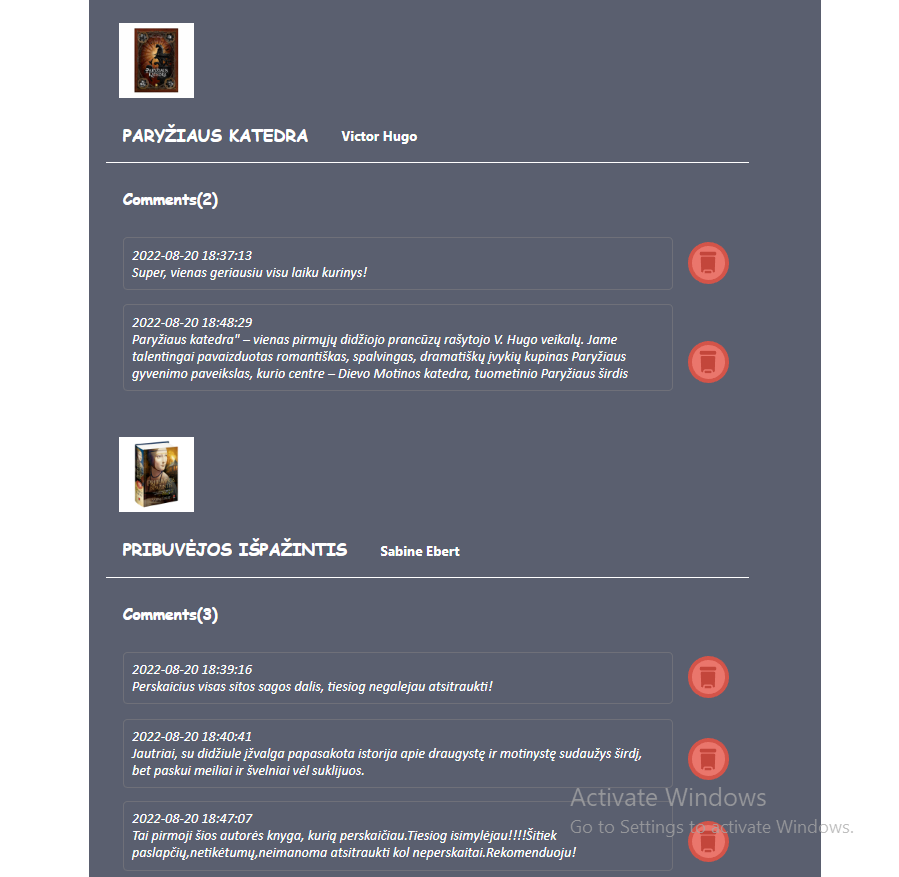 PARYŽIAUS KATEDRA Victor Hugo
Comments(2)
2022-08-20 18:37:13
Super, vienas geriausiu visu laiku kurinys!
2022-08-20 18:48:29
Paryžiaus katedra" – vienas pirmųjų didžiojo prancūzų rašytojo V. Hugo veikalų. Jame
talentingai pavaizduotas romantiškas, spalvingas, dramatiškų įvykių kupinas Paryžiaus
gyvenimo paveikslas, kurio centre – Dievo Motinos katedra, tuometinio Paryžiaus širdis
PRIBUVĖJOS IŠPAŽINTIS Sabine Ebert
Comments(3)
2022-08-20 18:39:16
Perskaicius visas sitos sagos dalis, tiesiog negalejau atsitraukti!
2022-08-20 18:40:41
Jautriai, su didžiule įžvalga papasakota istorija apie draugystę ir motinystę sudaužys širdį,
bet paskui meiliai ir švelniai vėl suklijuos.
2022-08-20 18:47:07
Tai pirmoji šios autorės knyga, kurią perskaičiau.Tiesiog isimylėjau!!!!Šitiek
paslapčių,netikėtumų,neimanoma atsitraukti kol neperskaitai.Rekomenduoju!
Activate Windows
Go to Settings to activate Windows.